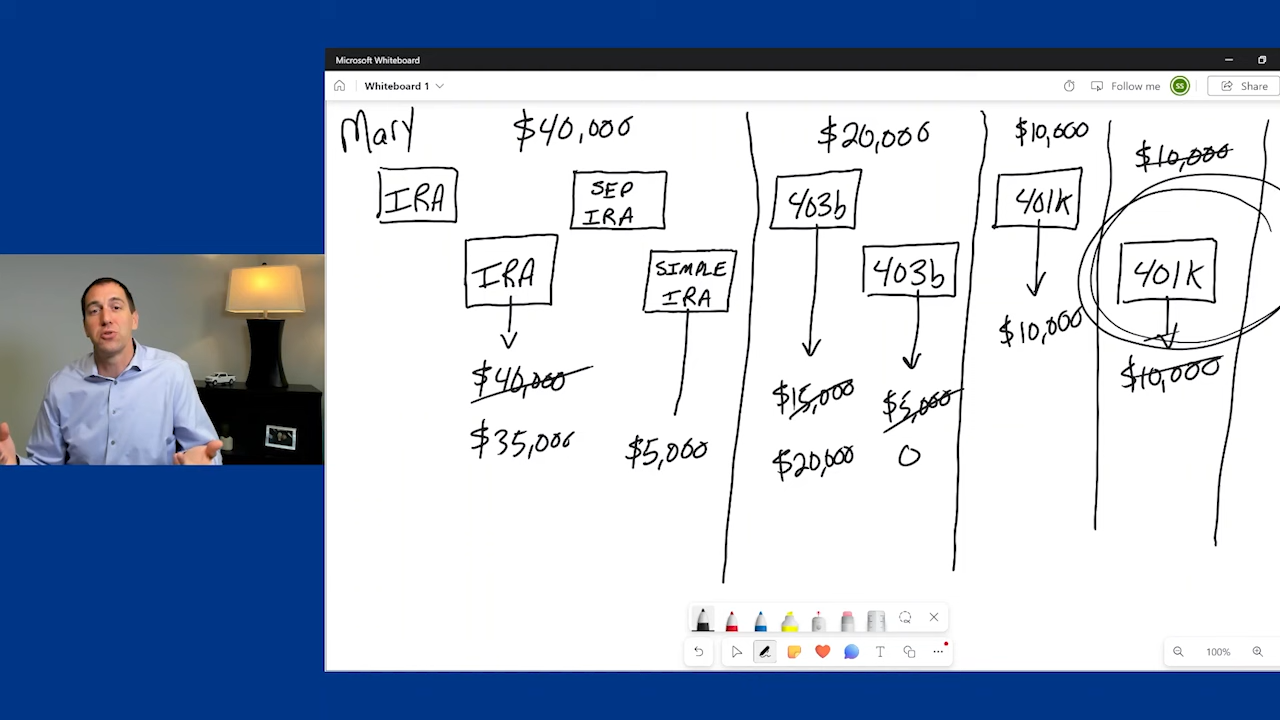 Microsoft Whiteboard
Whiteboard 1
Follow me
SS
Share
Mary
$40,000
$20,000
$10,000
$10,000
IRA
SEP
IRA
403b
401K
IRA
SIMPLE
IRA
403b
401K
$10,000
$40,000
$15,000
$5,000
$10,000
$35,000
$5,000
$20,000
0
100%